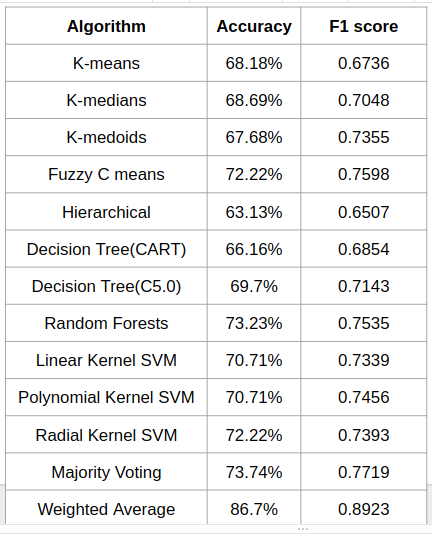 Algorithm Accuracy F1 score
K-means 68.18% 0.6736
K-medians 68.69% 0.7048
K-medoids 67.68% 0.7355
Fuzzy C means 72.22% 0.7598
Hierarchical 63.13% 0.6507
Decision Tree(CART) 66.16% 0.6854
Decision Tree(C5.0) 69.7% 0.7143
Random Forests 73.23% 0.7535
Linear Kernel SVM 70.71% 0.7339
Polynomial Kernel SVM 70.71% 0.7456
Radial Kernel SVM 72.22% 0.7393
Majority Voting 73.74% 0.7719
Weighted Average 86.7% 0.8923